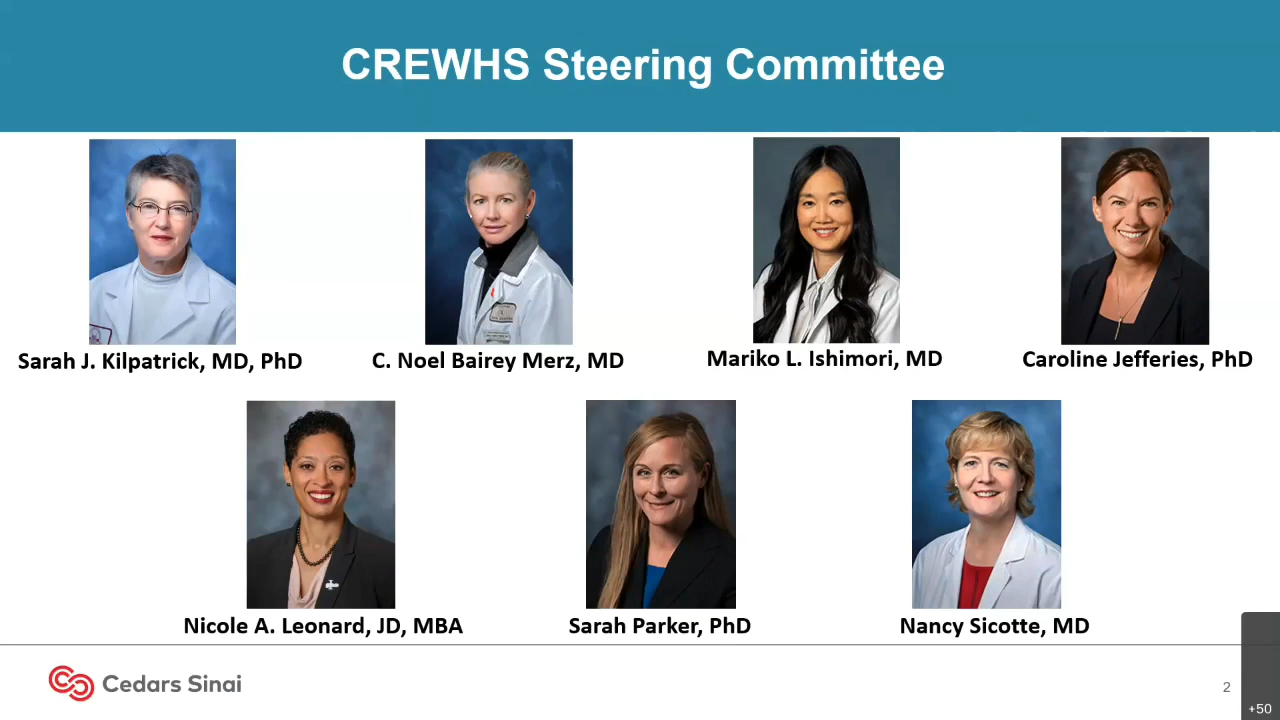 CREWHS Steering Committee
Sarah J. Kilpatrick, MD, PhD
C. Noel Bairey Merz, MD
Mariko L. Ishimori, MD
Caroline Jefferies, PhD
Nicole A. Leonard, JD, MBA
Sarah Parker, PhD
Nancy Sicotte, MD
Cedars Sinai
2
+50